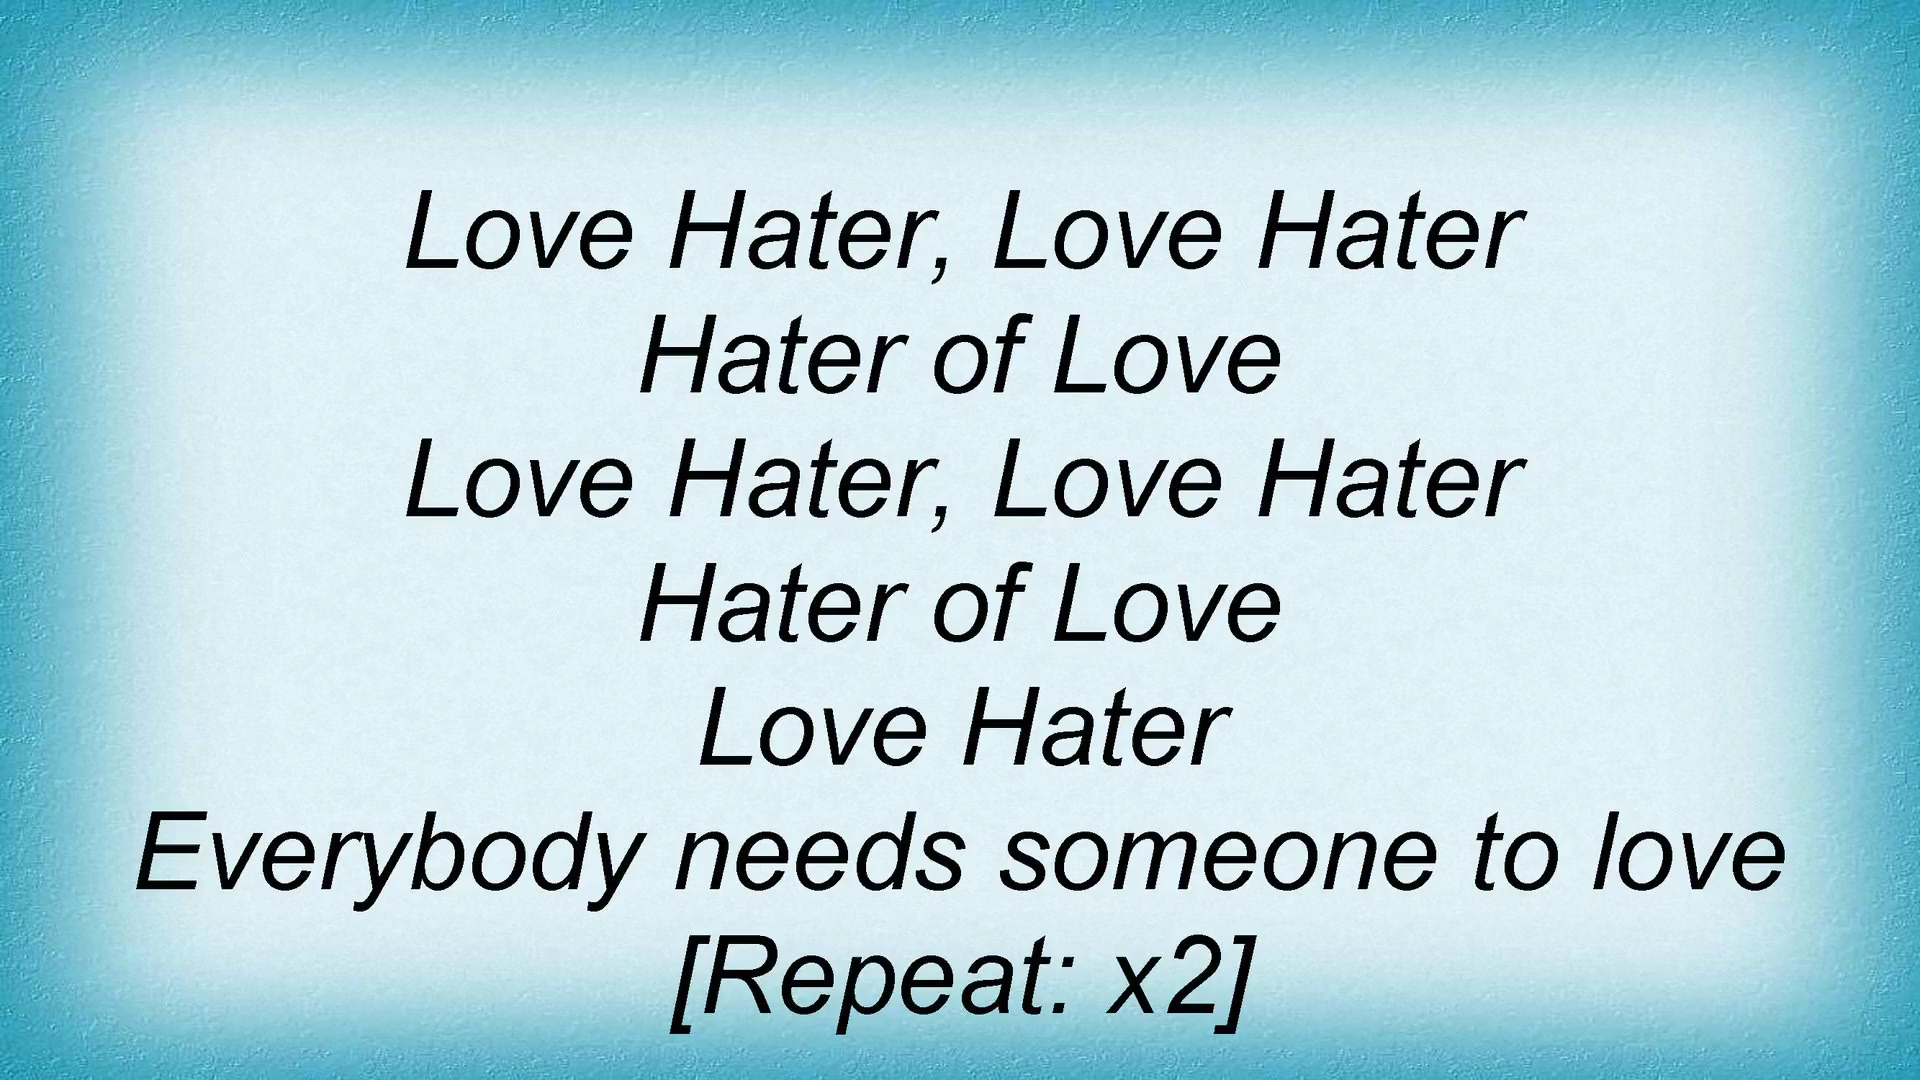 Love Hater, Love Hater
Hater of Love
Love Hater, Love Hater
Hater of Love
Love Hater
Everybody needs someone to love
[Repeat: x2]